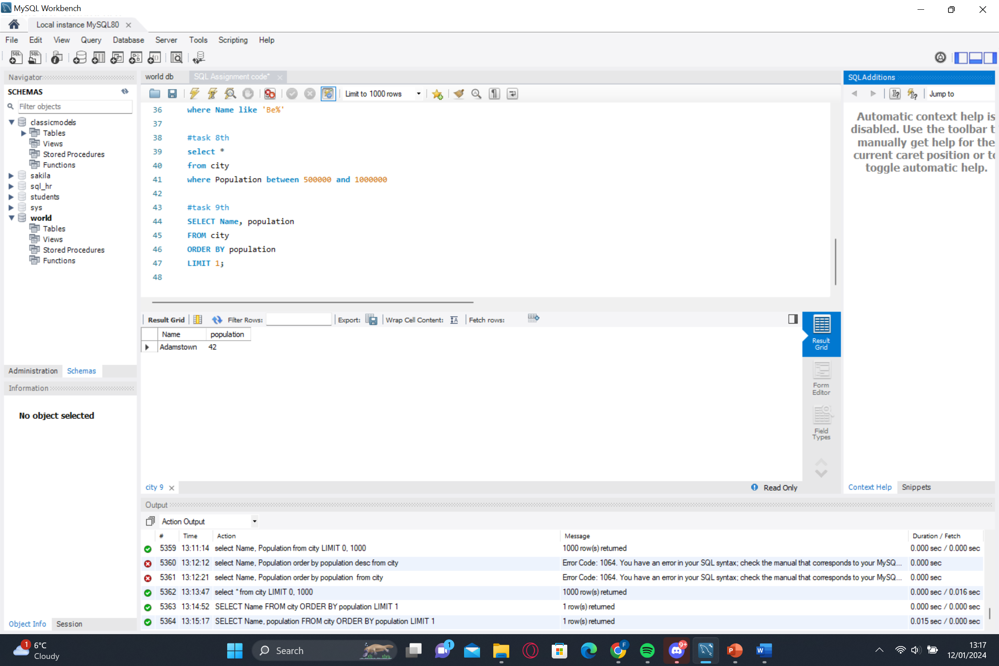 MySQL Workbench
Local instance MySQL80
File Edit View Query Database Server Tools Scripting Help
Navigator
SCHEMAS
Filter objects
classicmodels
Tables
Views
Stored Procedures
Functions
sakila
sql_hr
students
sys
world
Tables
Views
Stored Procedures
Functions
Administration Schemas
Information
No object selected
Object Info Session
world db SQL Assignment code*
Limit to 1000 rows
36 where Name like 'Be%'
37
38 #task 8th
39 select *
40 from city
41 where Population between 500000 and 1000000
42
43 #task 9th
44 SELECT Name, population
45 FROM city
46 ORDER BY population
47 LIMIT 1;
48
Result Grid Filter Rows: Export: Wrap Cell Content: Fetch rows:
Name population
Adamstown 42
Result
Grid
Form
Editor
Field
Types
city 9 Read Only
SQLAdditions
Jump to
Automatic context help is
disabled. Use the toolbar t
manually get help for the
current caret position or to
toggle automatic help.
Context Help Snippets
Output
Action Output
# Time Action Message Duration / Fetch
5359 13:11:14 select Name, Population from city LIMIT 0, 1000 1000 row(s) returned 0.000 sec / 0.000 sec
5360 13:12:12 select Name, Population order by population desc from city Error Code: 1064. You have an error in your SQL syntax; check the manual that corresponds to your MySQ... 0.000 sec
5361 13:12:21 select Name, Population order by population from city Error Code: 1064. You have an error in your SQL syntax; check the manual that corresponds to your MySQ... 0.000 sec
5362 13:13:47 select * from city LIMIT 0, 1000 1000 row(s) returned 0.000 sec / 0.016 sec
5363 13:14:52 SELECT Name FROM city ORDER BY population LIMIT 1 1 row(s) returned 0.000 sec / 0.000 sec
5364 13:15:17 SELECT Name, population FROM city ORDER BY population LIMIT 1 1 row(s) returned 0.015 sec / 0.000 sec
1 6°C
Cloudy
Search
1
F
9+
13:17
12/01/2024